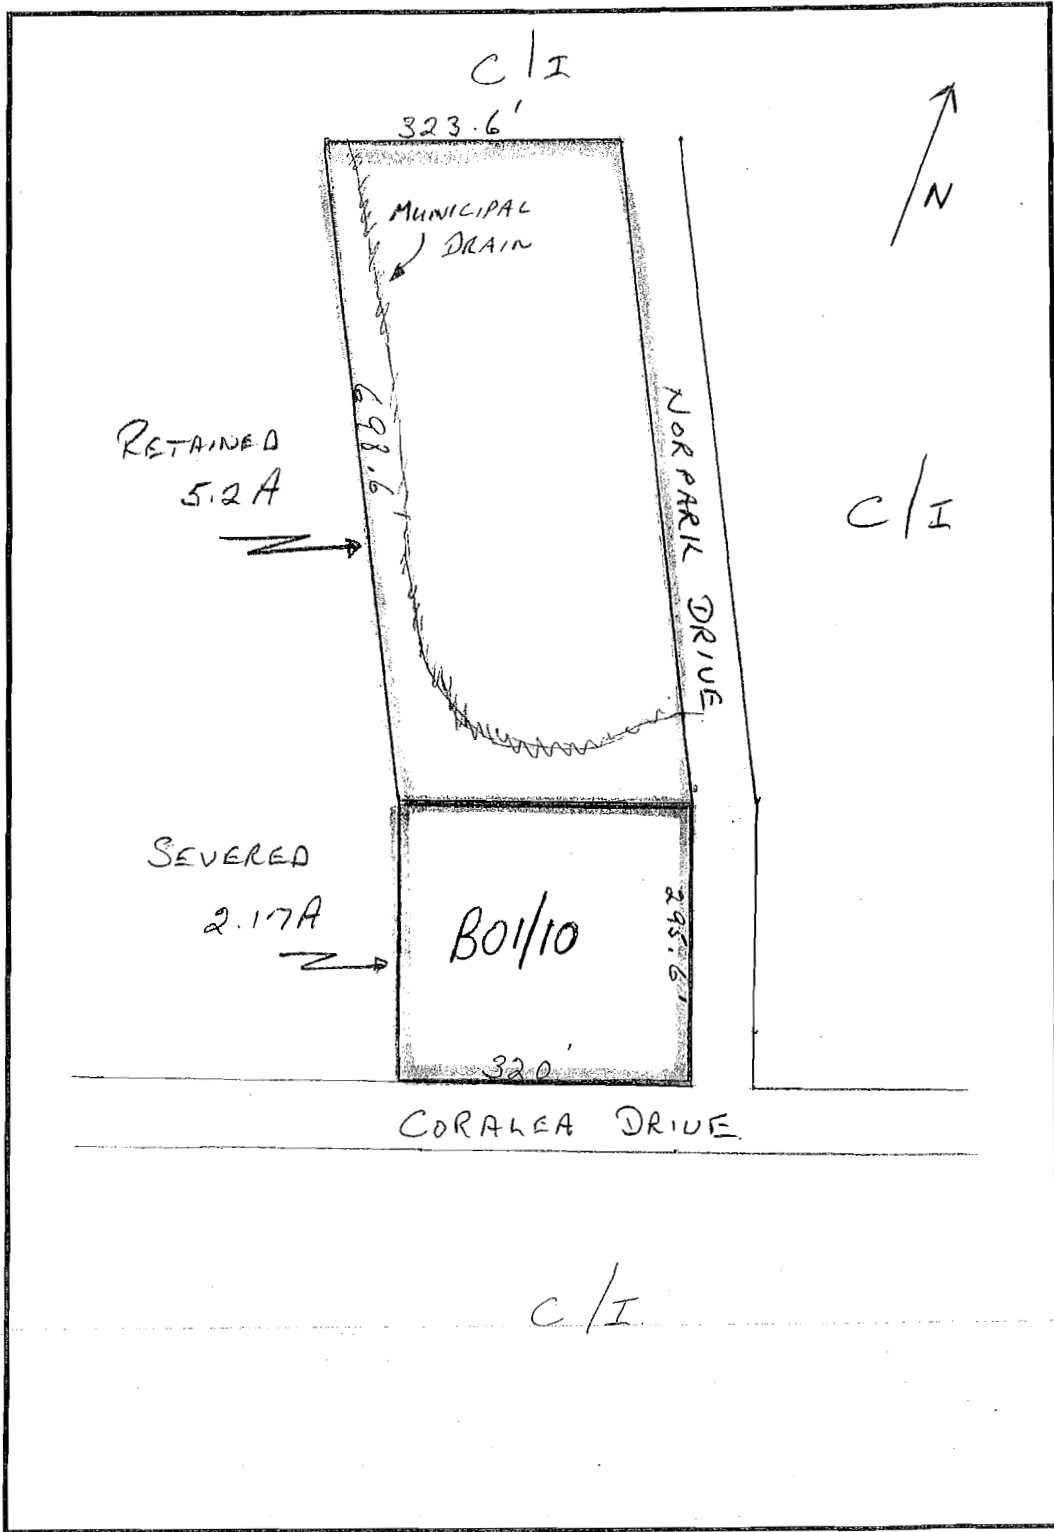 C/I
323.6'
N
MUNICIPAL
DRAIN
698.6'
RETAINED
5.2A
NORPARK DRIVE
C/I
SEVERED
2.17A
B01/10
295.6'
320'
CORALEA DRIVE.
C/I.